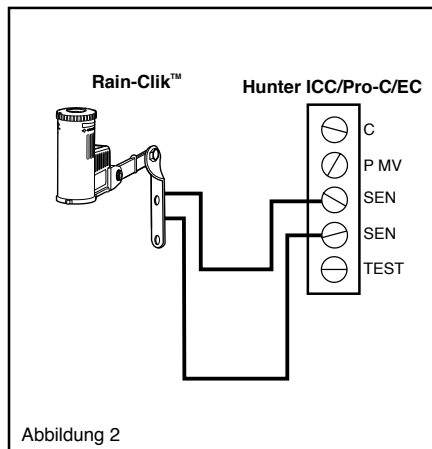 Rain-Clik™
Hunter ICC/Pro-C/EC
C
P MV
SEN
SEN
TEST
Abbildung 2